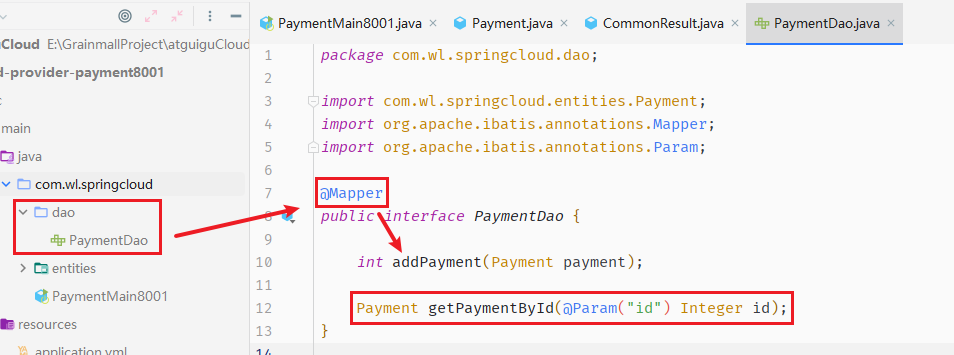 Cloud E:\GrainmallProject\atguiguCloud
d-provider-payment8001
main
java
com.wl.springcloud
dao
PaymentDao
entities
PaymentMain8001
resources
application.yml
PaymentMain8001.java × Payment.java × CommonResult.java × PaymentDao.java ×
1 package com.wl.springcloud.dao;
2
3 import com.wl.springcloud.entities.Payment;
4 import org.apache.ibatis.annotations.Mapper;
5 import org.apache.ibatis.annotations.Param;
6
7 @Mapper
8 public interface PaymentDao {
9
10 int addPayment(Payment payment);
11
12 Payment getPaymentById(@Param("id") Integer id);
13 }
14